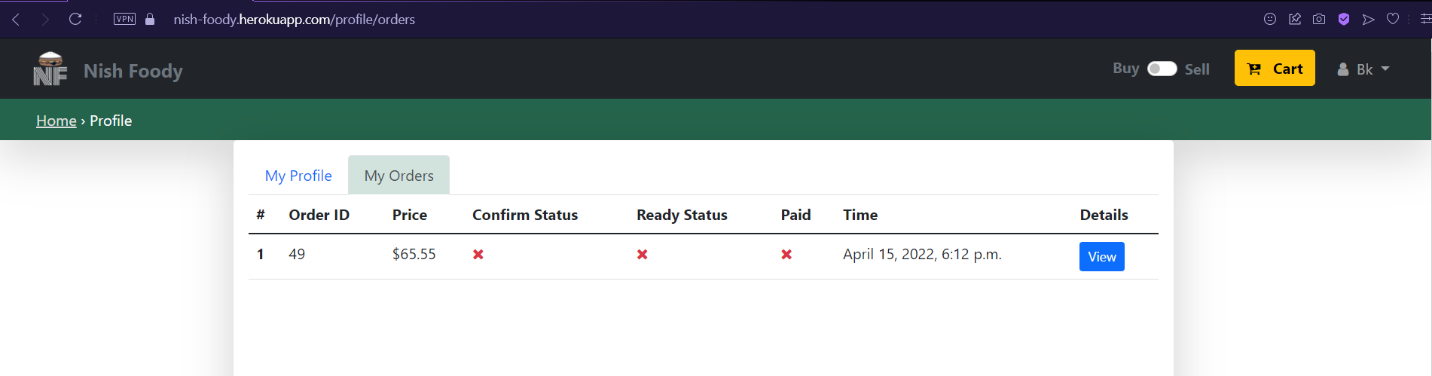 VPN nish-foody.herokuapp.com/profile/orders
NF Nish Foody Buy Sell Cart Bk
Home › Profile
My Profile My Orders
# Order ID Price Confirm Status Ready Status Paid Time Details
1 49 $65.55 April 15, 2022, 6:12 p.m. View